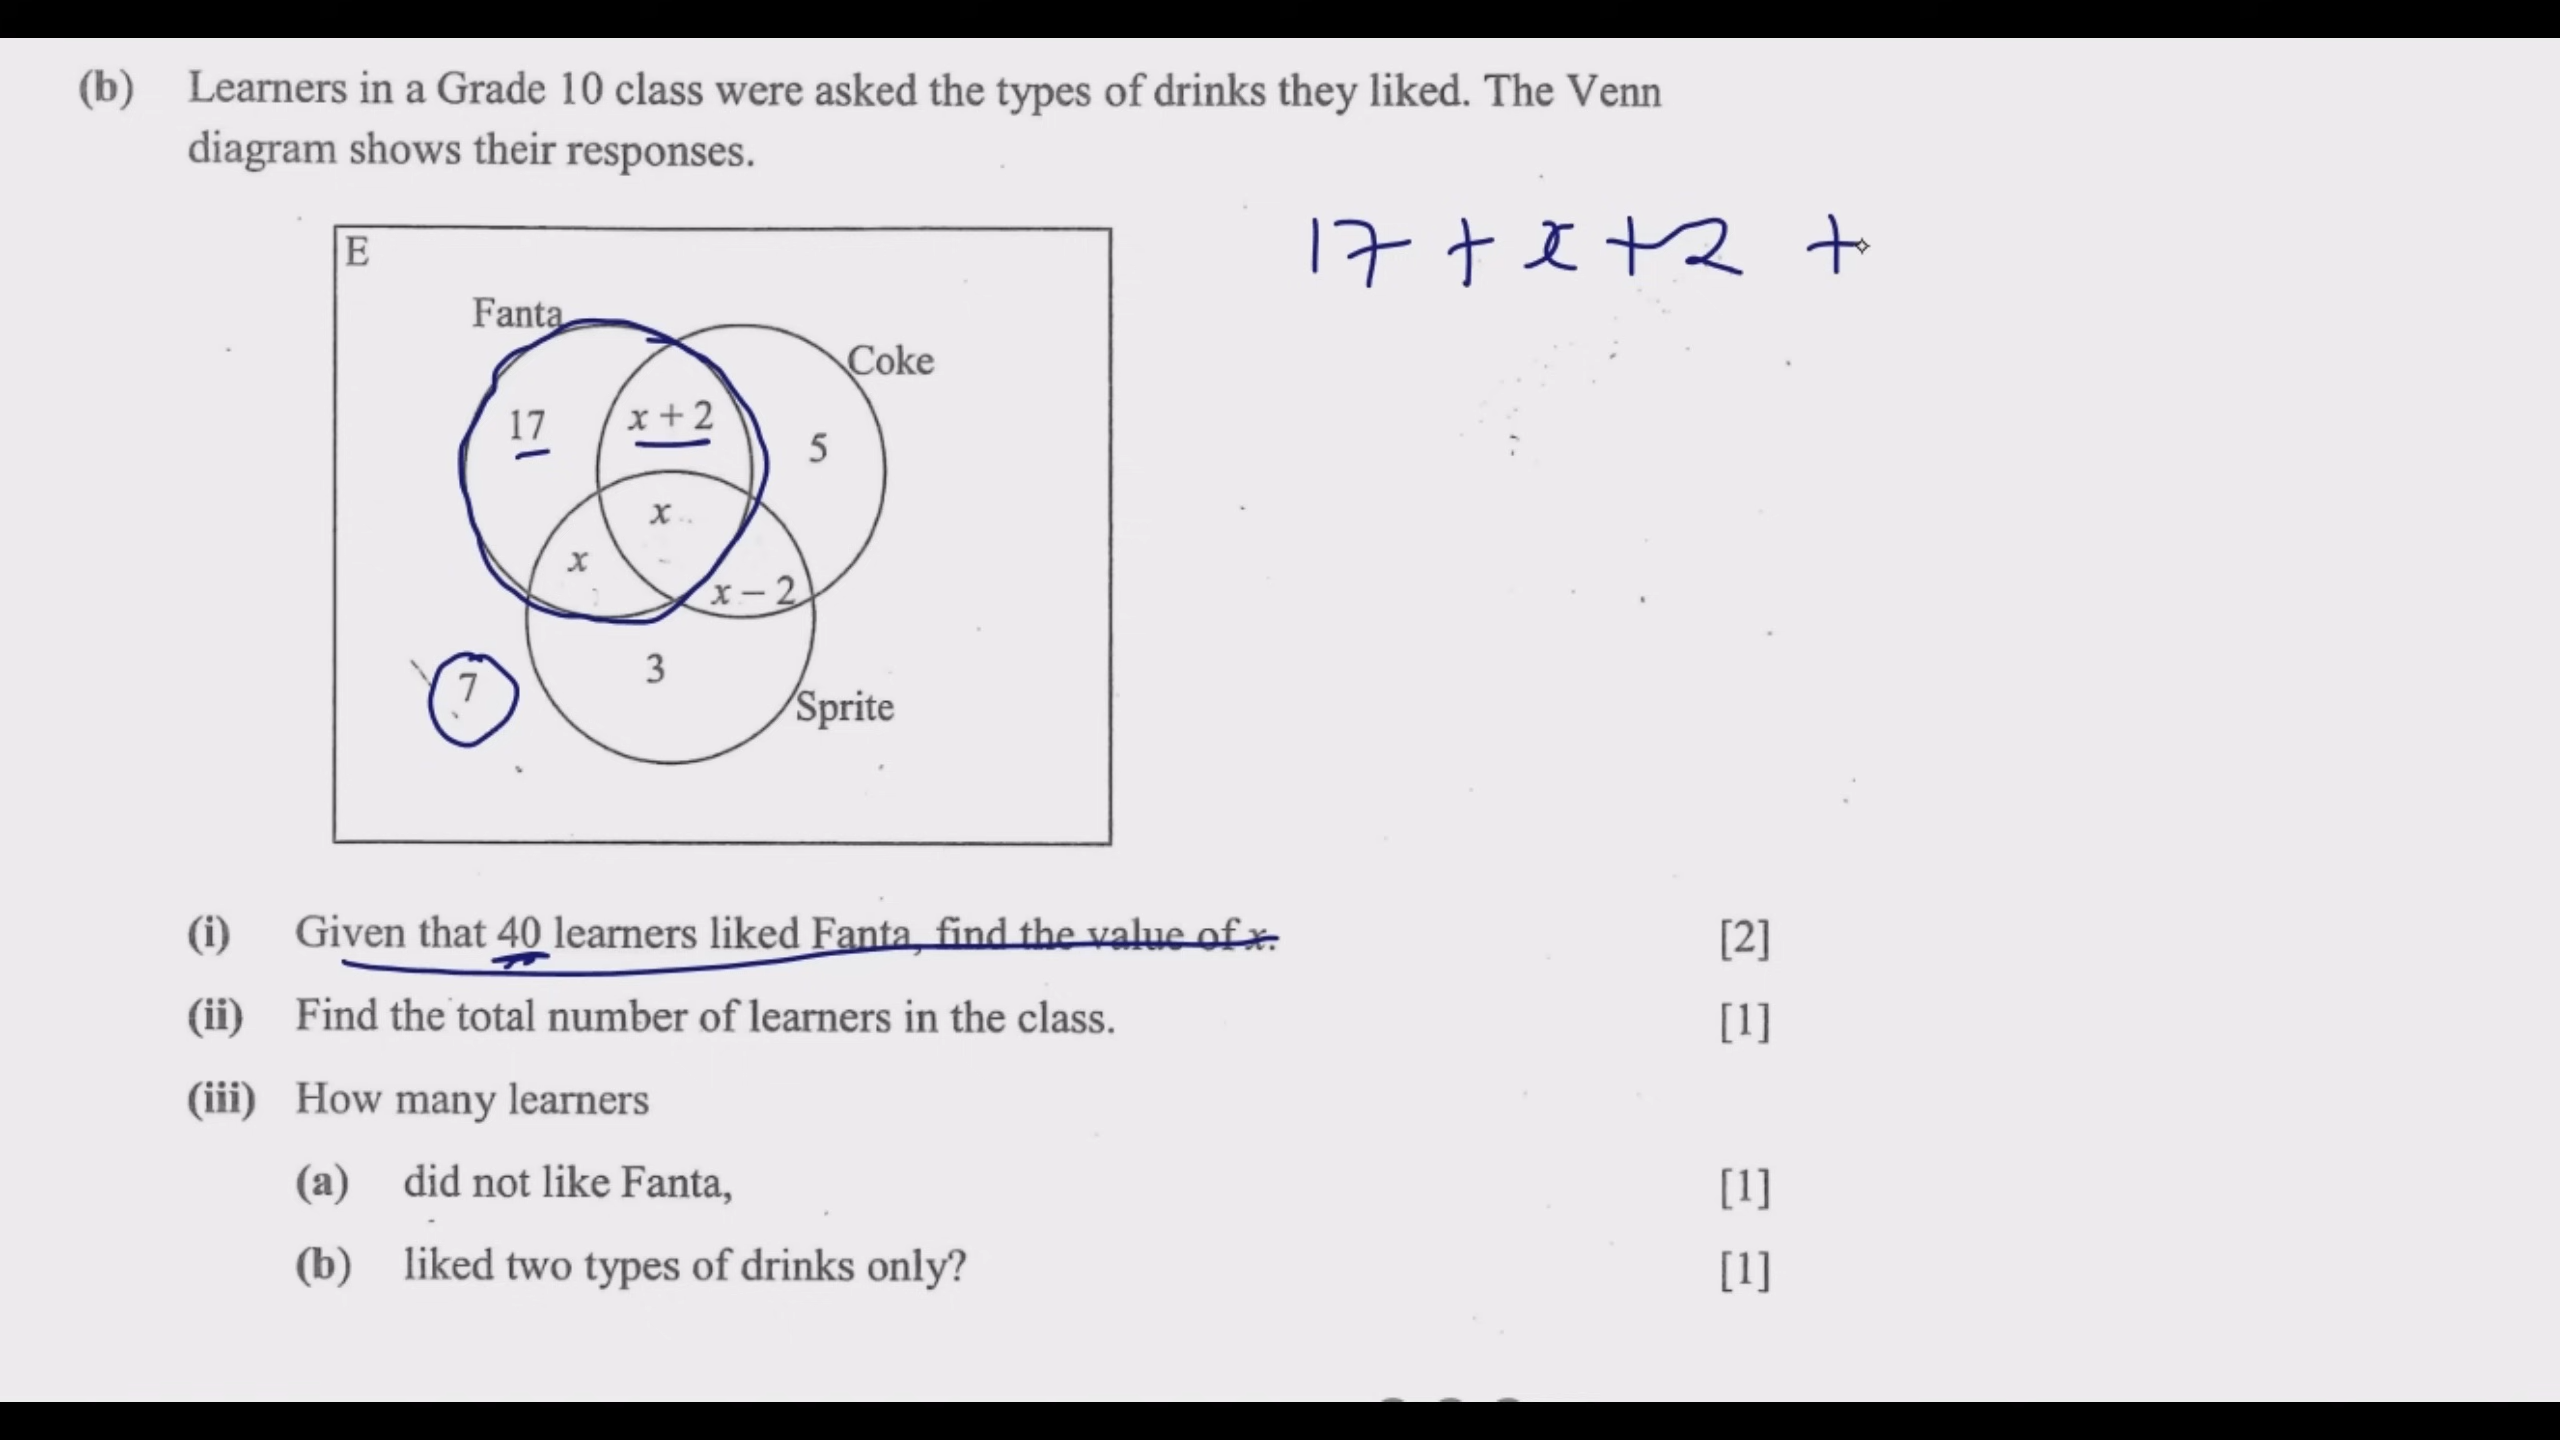 (b) Learners in a Grade 10 class were asked the types of drinks they liked. The Venn
diagram shows their responses.
17 + x + 2 +
E
Fanta
Coke
17
x + 2
5
x
x
x – 2
3
7
Sprite
(i) Given that 40 learners liked Fanta, find the value of x. [2]
(ii) Find the total number of learners in the class. [1]
(iii) How many learners
(a) did not like Fanta, [1]
(b) liked two types of drinks only? [1]